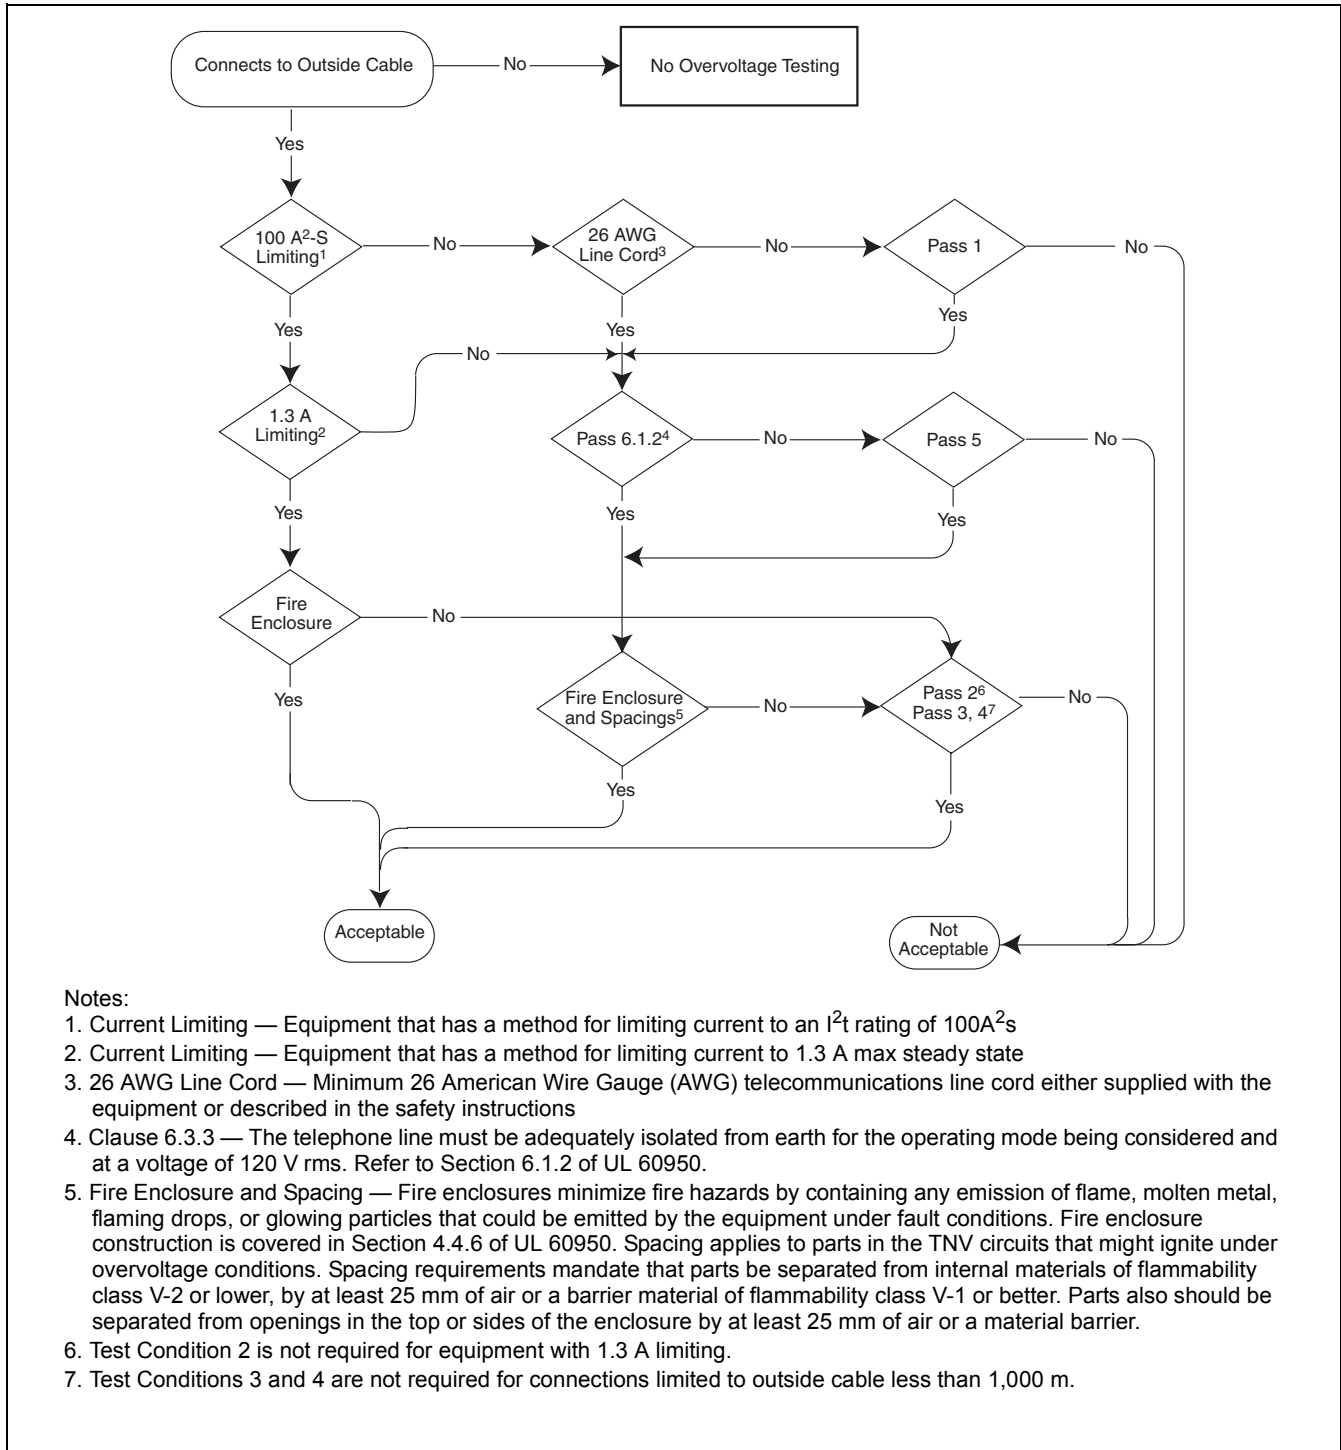 Connects to Outside Cable
No
No Overvoltage Testing
Yes
100 A²-S
Limiting¹
No
26 AWG
Line Cord³
No
Pass 1
No
Yes
Yes
Yes
No
1.3 A
Limiting²
Pass 6.1.2⁴
No
Pass 5
No
Yes
Yes
Yes
Fire
Enclosure
No
Yes
Fire Enclosure
and Spacings⁵
No
Pass 2⁶
Pass 3, 4⁷
No
Yes
Yes
Acceptable
Not
Acceptable
Notes:
1. Current Limiting — Equipment that has a method for limiting current to an I²t rating of 100A²s
2. Current Limiting — Equipment that has a method for limiting current to 1.3 A max steady state
3. 26 AWG Line Cord — Minimum 26 American Wire Gauge (AWG) telecommunications line cord either supplied with the
equipment or described in the safety instructions
4. Clause 6.3.3 — The telephone line must be adequately isolated from earth for the operating mode being considered and
at a voltage of 120 V rms. Refer to Section 6.1.2 of UL 60950.
5. Fire Enclosure and Spacing — Fire enclosures minimize fire hazards by containing any emission of flame, molten metal,
flaming drops, or glowing particles that could be emitted by the equipment under fault conditions. Fire enclosure
construction is covered in Section 4.4.6 of UL 60950. Spacing applies to parts in the TNV circuits that might ignite under
overvoltage conditions. Spacing requirements mandate that parts be separated from internal materials of flammability
class V-2 or lower, by at least 25 mm of air or a barrier material of flammability class V-1 or better. Parts also should be
separated from openings in the top or sides of the enclosure by at least 25 mm of air or a material barrier.
6. Test Condition 2 is not required for equipment with 1.3 A limiting.
7. Test Conditions 3 and 4 are not required for connections limited to outside cable less than 1,000 m.